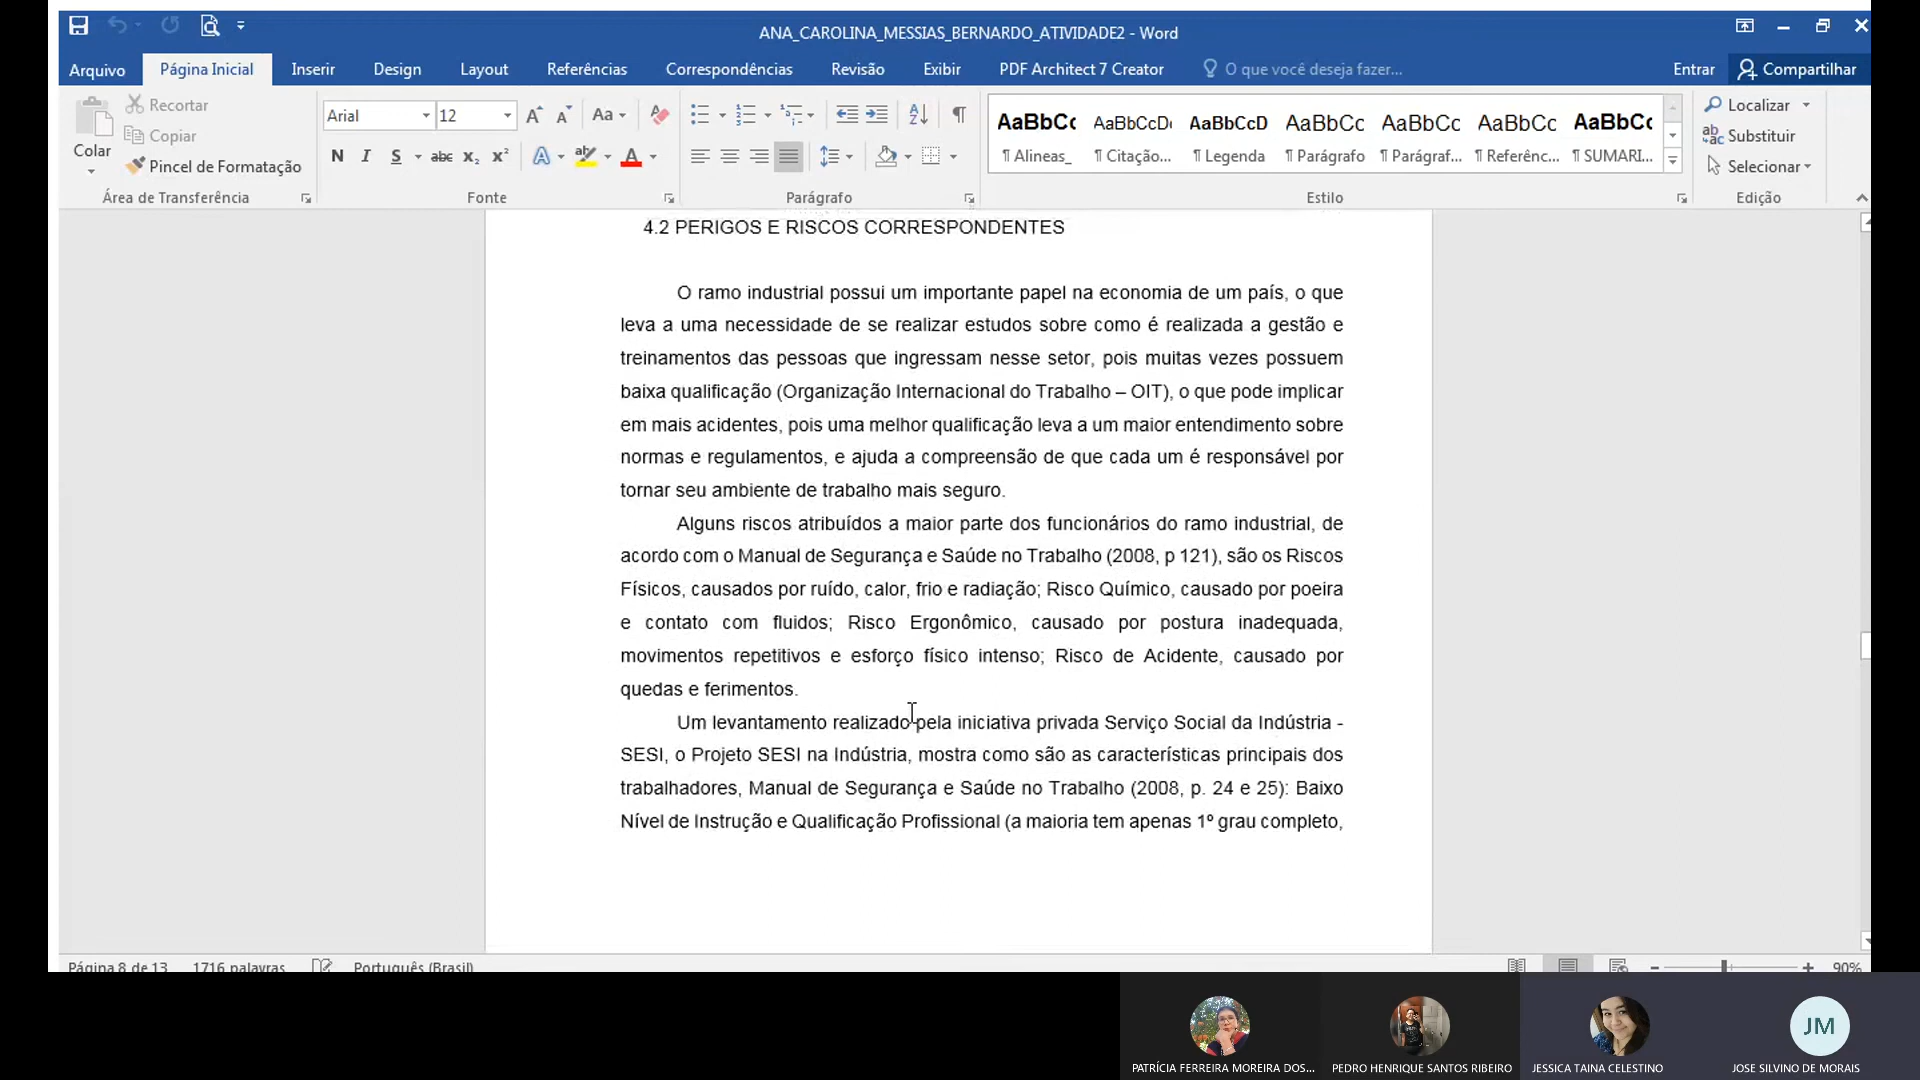 ANA_CAROLINA_MESSIAS_BERNARDO_ATIVIDADE2 - Word
Arquivo
Página Inicial
Inserir
Design
Layout
Referências
Correspondências
Revisão
Exibir
PDF Architect 7 Creator
O que você deseja fazer...
Entrar
Compartilhar
Colar
Recortar
Copiar
Pincel de Formatação
Área de Transferência
Arial
12
Aa
N I S abc x₂ x²
A
Fonte
Parágrafo
AaBbCc AaBbCcDc AaBbCcD AaBbCc AaBbCc AaBbCc AaBbCc
¶ Alineas_ ¶ Citação... ¶ Legenda ¶ Parágrafo ¶ Parágraf... ¶ Referênc... ¶ SUMARI...
Estilo
Localizar
Substituir
Selecionar
Edição
4.2 PERIGOS E RISCOS CORRESPONDENTES
O ramo industrial possui um importante papel na economia de um país, o que
leva a uma necessidade de se realizar estudos sobre como é realizada a gestão e
treinamentos das pessoas que ingressam nesse setor, pois muitas vezes possuem
baixa qualificação (Organização Internacional do Trabalho – OIT), o que pode implicar
em mais acidentes, pois uma melhor qualificação leva a um maior entendimento sobre
normas e regulamentos, e ajuda a compreensão de que cada um é responsável por
tornar seu ambiente de trabalho mais seguro.
Alguns riscos atribuídos a maior parte dos funcionários do ramo industrial, de
acordo com o Manual de Segurança e Saúde no Trabalho (2008, p 121), são os Riscos
Físicos, causados por ruído, calor, frio e radiação; Risco Químico, causado por poeira
e contato com fluidos; Risco Ergonômico, causado por postura inadequada,
movimentos repetitivos e esforço físico intenso; Risco de Acidente, causado por
quedas e ferimentos.
Um levantamento realizado pela iniciativa privada Serviço Social da Indústria -
SESI, o Projeto SESI na Indústria, mostra como são as características principais dos
trabalhadores, Manual de Segurança e Saúde no Trabalho (2008, p. 24 e 25): Baixo
Nível de Instrução e Qualificação Profissional (a maioria tem apenas 1º grau completo,
Página 8 de 13
1716 palavras
Português (Brasil)
90%
JM
PATRÍCIA FERREIRA MOREIRA DOS...
PEDRO HENRIQUE SANTOS RIBEIRO
JESSICA TAINA CELESTINO
JOSE SILVINO DE MORAIS